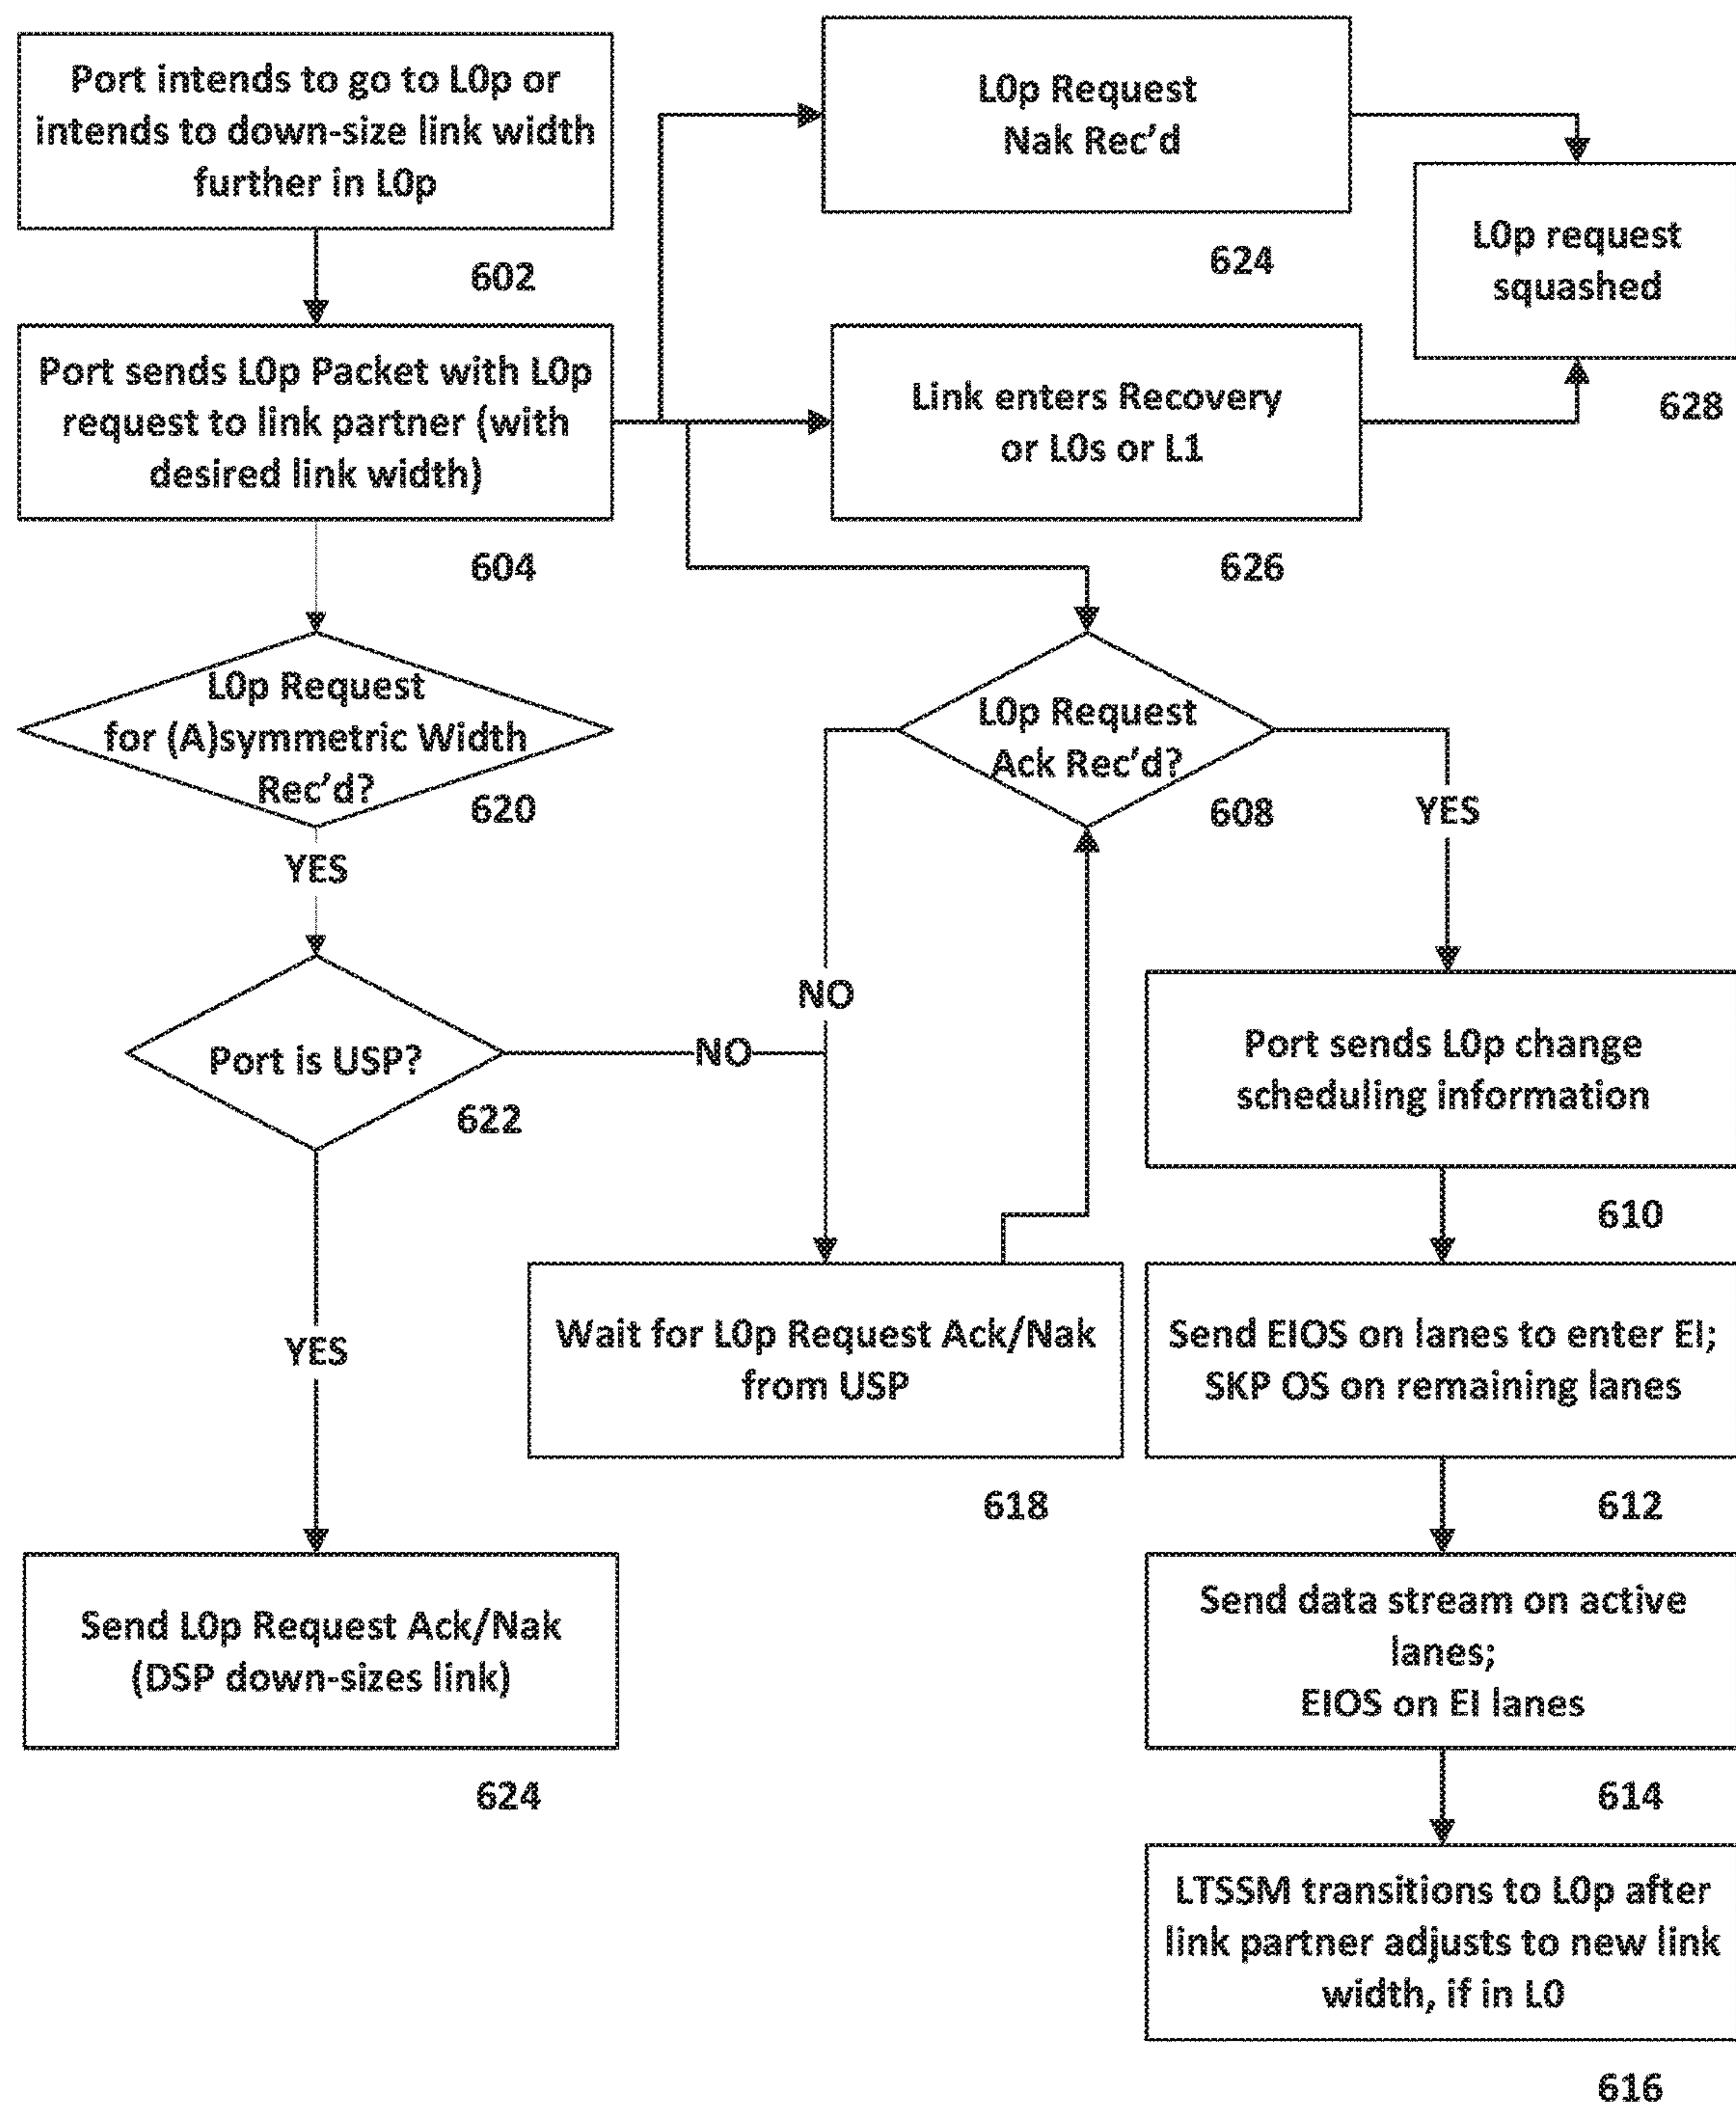 Port intends to go to L0p or
intends to down-size link width
further in L0p
602
L0p Request
Nak Rec'd
624
L0p request
squashed
628
Port sends L0p Packet with L0p
request to link partner (with
desired link width)
604
Link enters Recovery
or L0s or L1
626
L0p Request
for (A)symmetric Width
Rec'd?
620
YES
L0p Request
Ack Rec'd?
608
YES
NO
Port is USP?
622
NO
Port sends L0p change
scheduling information
610
YES
Wait for L0p Request Ack/Nak
from USP
618
Send EIOS on lanes to enter EI;
SKP OS on remaining lanes
612
Send L0p Request Ack/Nak
(DSP down-sizes link)
624
Send data stream on active
lanes;
EIOS on EI lanes
614
LTSSM transitions to L0p after
link partner adjusts to new link
width, if in L0
616